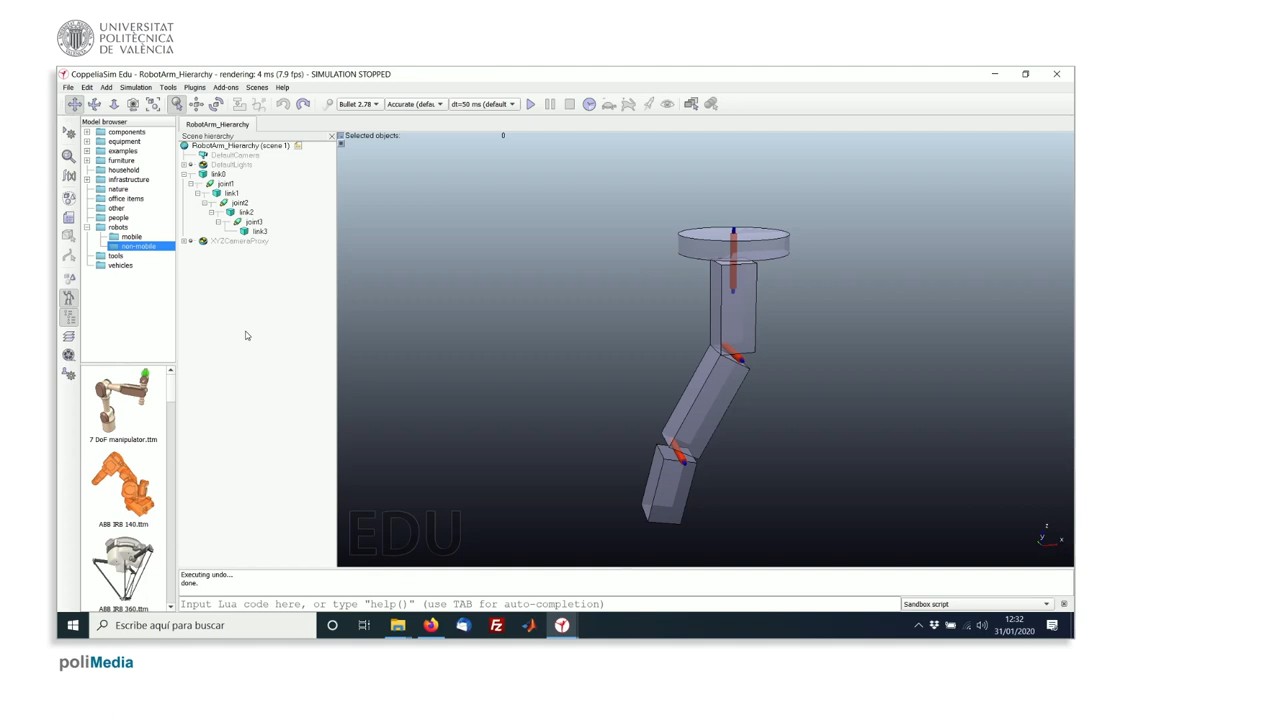 UNIVERSITAT
POLITÈCNICA
DE VALÈNCIA
CoppeliaSim Edu - RobotArm_Hierarchy - rendering: 4 ms (7.9 fps) - SIMULATION STOPPED
File Edit Add Simulation Tools Plugins Add-ons Scenes Help
Bullet 2.78 Accurate (defau dt=50 ms (default)
Model browser
components
equipment
examples
furniture
household
infrastructure
nature
office items
other
people
robots
mobile
non-mobile
tools
vehicles
7 DoF manipulator.ttm
ABB IRB 140.ttm
ABB IRB 360.ttm
RobotArm_Hierarchy
Scene hierarchy
RobotArm_Hierarchy (scene 1)
DefaultCamera
DefaultLights
link0
joint1
link1
joint2
link2
joint3
link3
XYZCameraProxy
Selected objects: 0
EDU
z
y
x
Executing undo...
done.
Input Lua code here, or type "help()" (use TAB for auto-completion)
Sandbox script
Escribe aquí para buscar
12:32
31/01/2020
poliMedia